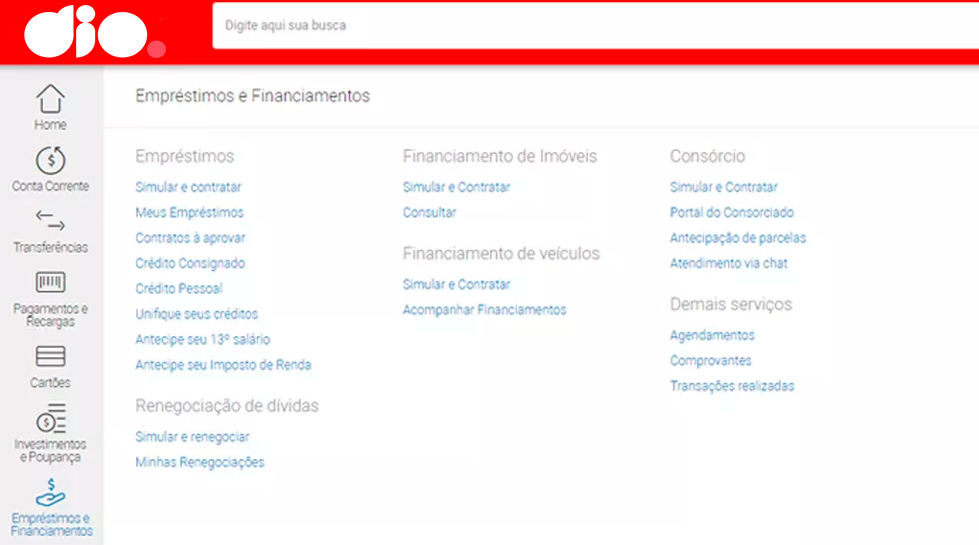 dio.
Digite aqui sua busca
Home
Conta Corrente
Transferências
Pagamentos e
Recargas
Cartões
Investimentos
e Poupança
Empréstimos e
Financiamentos
Empréstimos e Financiamentos
Empréstimos
Simular e contratar
Meus Empréstimos
Contratos à aprovar
Crédito Consignado
Crédito Pessoal
Unifique seus créditos
Antecipe seu 13º salário
Antecipe seu Imposto de Renda
Renegociação de dívidas
Simular e renegociar
Minhas Renegociações
Financiamento de Imóveis
Simular e Contratar
Consultar
Financiamento de veículos
Simular e Contratar
Acompanhar Financiamentos
Consórcio
Simular e Contratar
Portal do Consorciado
Antecipação de parcelas
Atendimento via chat
Demais serviços
Agendamentos
Comprovantes
Transações realizadas